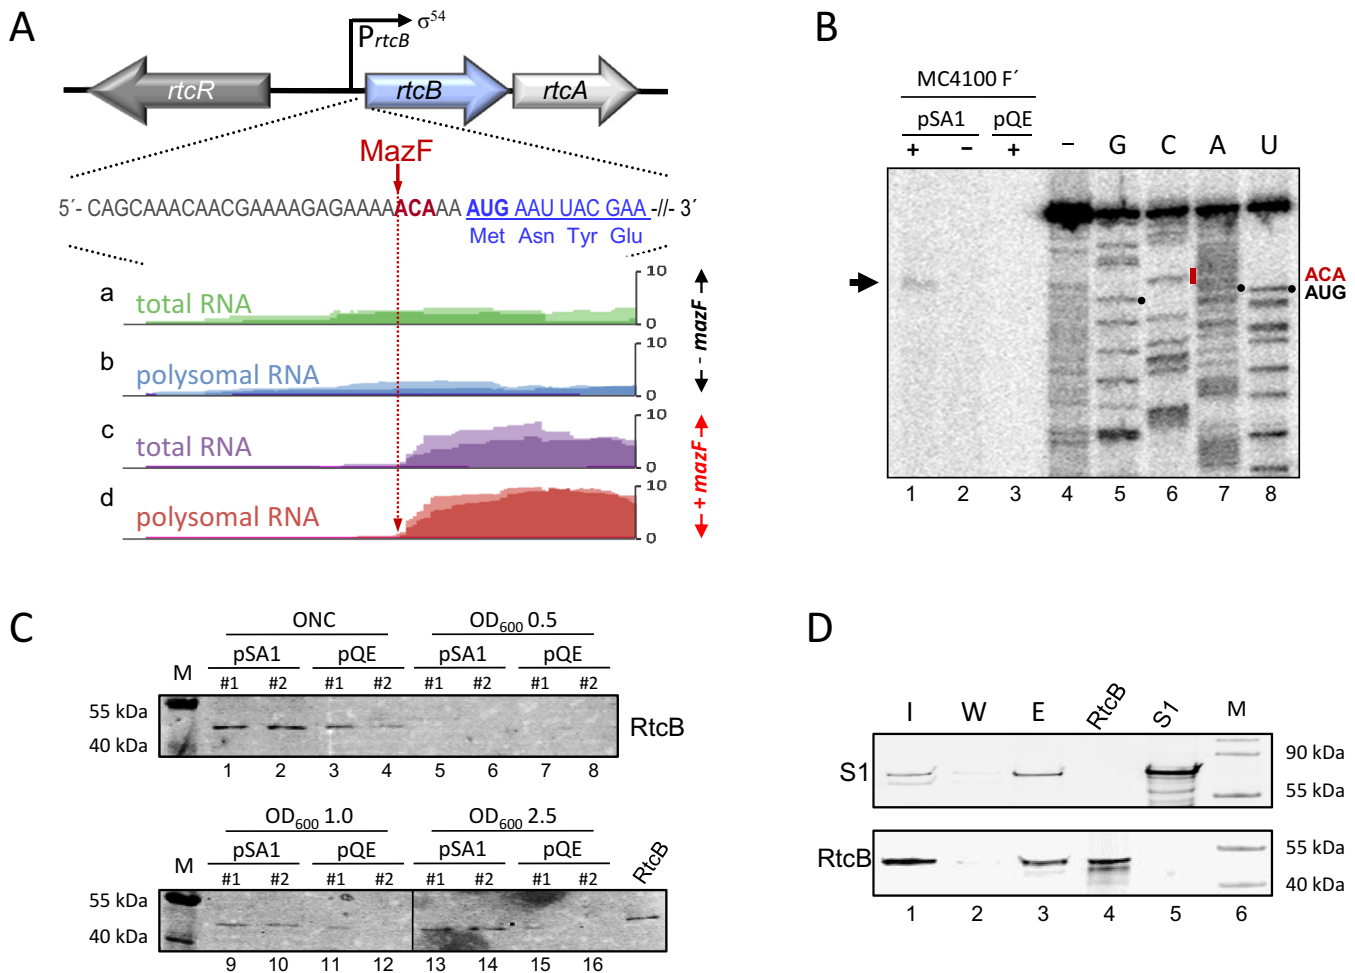 A
σ54
PrtcB
rtcR
rtcB
rtcA
MazF
5´- CAGCAAACAACGAAAAGAGAAAAACAAA AUG AAU UAC GAA -//- 3´
Met Asn Tyr Glu
a
total RNA
10
0
b
polysomal RNA
10
0
- mazF
c
total RNA
10
0
d
polysomal RNA
10
0
+ mazF
B
MC4100 F´
pSA1 pQE
+ − + − G C A U
ACA
AUG
1 2 3 4 5 6 7 8
C
ONC OD600 0.5
pSA1 pQE pSA1 pQE
M #1 #2 #1 #2 #1 #2 #1 #2
55 kDa
40 kDa
RtcB
1 2 3 4 5 6 7 8
OD600 1.0 OD600 2.5
pSA1 pQE pSA1 pQE
M #1 #2 #1 #2 #1 #2 #1 #2 RtcB
55 kDa
40 kDa
9 10 11 12 13 14 15 16
D
I W E RtcB S1 M
S1
90 kDa
55 kDa
RtcB
55 kDa
40 kDa
1 2 3 4 5 6